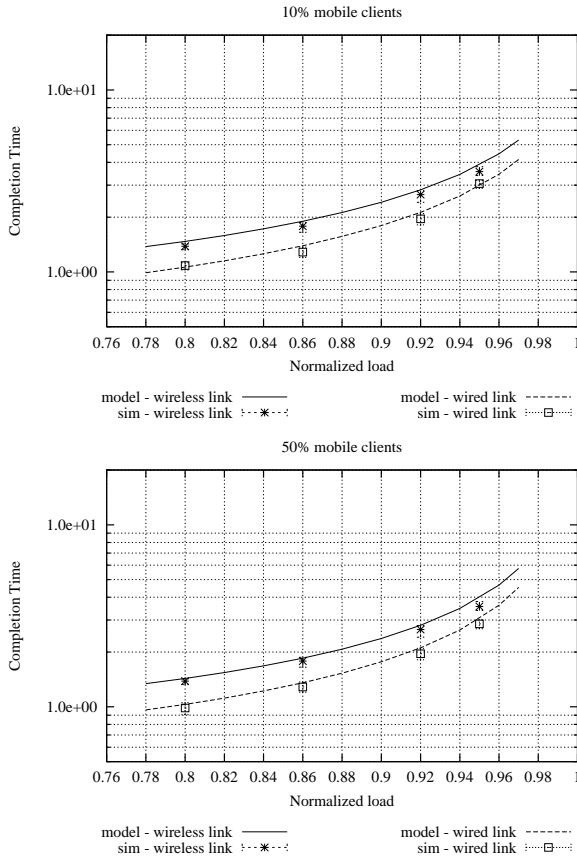 10% mobile clients
1.0e+01
1.0e+00
Completion Time
0.76 0.78 0.8 0.82 0.84 0.86 0.88 0.9 0.92 0.94 0.96 0.98 1
Normalized load
model - wireless link model - wired link
sim - wireless link sim - wired link
50% mobile clients
1.0e+01
1.0e+00
Completion Time
0.76 0.78 0.8 0.82 0.84 0.86 0.88 0.9 0.92 0.94 0.96 0.98 1
Normalized load
model - wireless link model - wired link
sim - wireless link sim - wired link